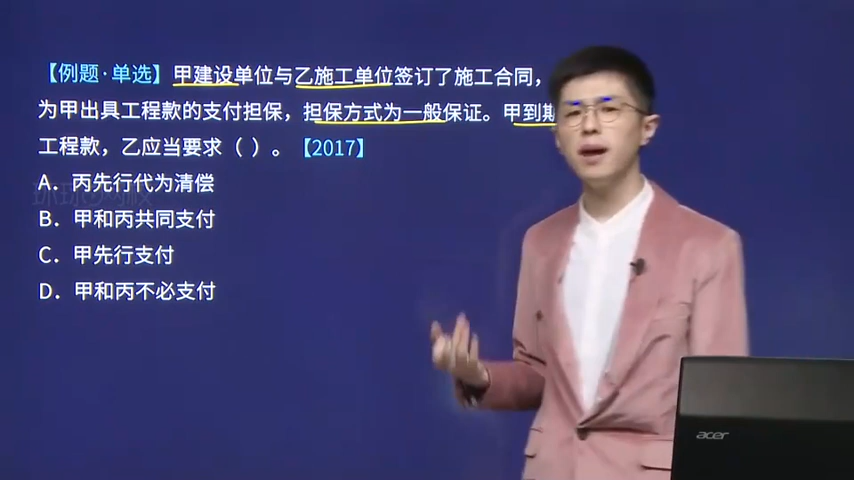 【例题·单选】甲建设单位与乙施工单位签订了施工合同，
为甲出具工程款的支付担保，担保方式为一般保证。甲到期
工程款，乙应当要求（ ）。【2017】
A．丙先行代为清偿
B．甲和丙共同支付
C．甲先行支付
D．甲和丙不必支付
acer